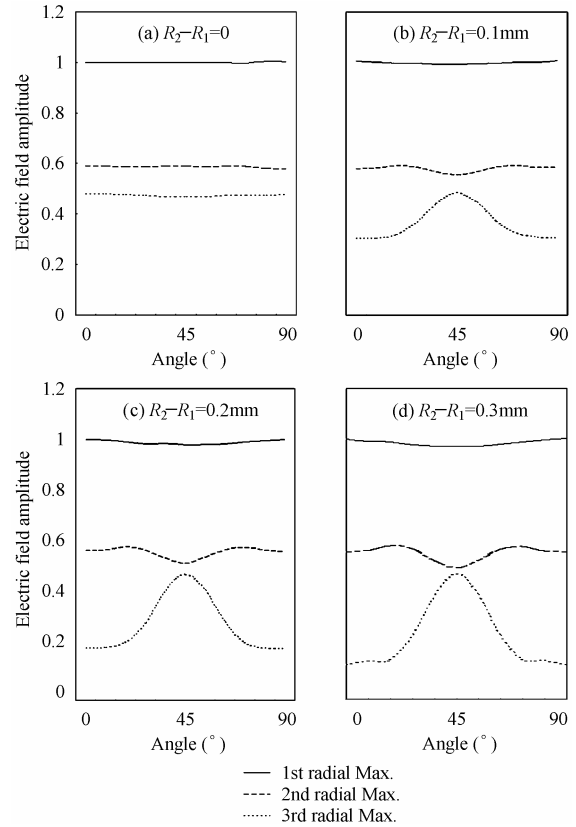 (a) R₂−R₁=0
1.2
1
0.8
0.6
0.4
0.2
0
Electric field amplitude
0 45 90
Angle (°)
(b) R₂−R₁=0.1mm
0 45 90
Angle (°)
(c) R₂−R₁=0.2mm
1.2
1
0.8
0.6
0.4
0.2
0
Electric field amplitude
0 45 90
Angle (°)
(d) R₂−R₁=0.3mm
0 45 90
Angle (°)
1st radial Max.
2nd radial Max.
3rd radial Max.